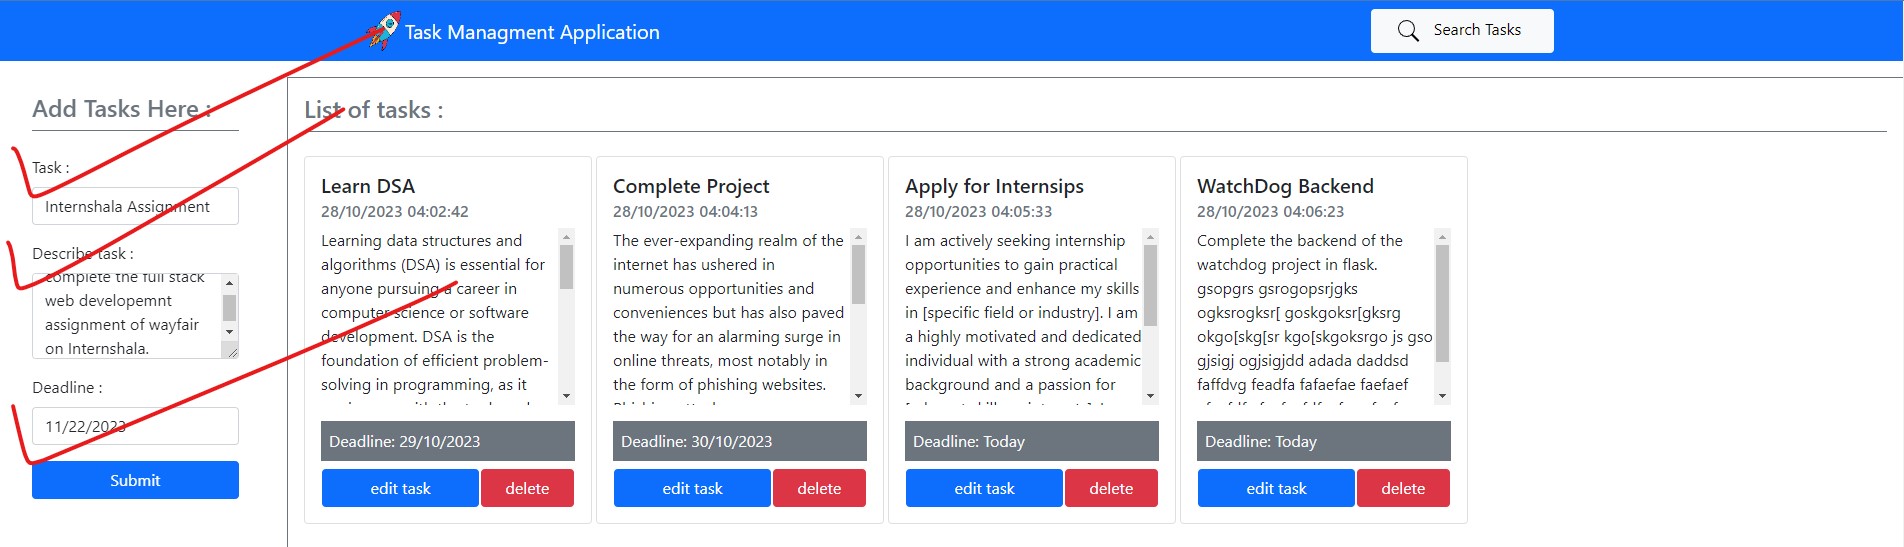 Task Managment Application
Search Tasks
Add Tasks Here :
Task :
Internshala Assignment
Describe task :
complete the full stack
web developemnt
assignment of wayfair
on Internshala.
Deadline :
11/22/2023
Submit
List of tasks :
Learn DSA
28/10/2023 04:02:42
Learning data structures and
algorithms (DSA) is essential for
anyone pursuing a career in
computer science or software
development. DSA is the
foundation of efficient problem-
solving in programming, as it
Deadline: 29/10/2023
edit task
delete
Complete Project
28/10/2023 04:04:13
The ever-expanding realm of the
internet has ushered in
numerous opportunities and
conveniences but has also paved
the way for an alarming surge in
online threats, most notably in
the form of phishing websites.
Deadline: 30/10/2023
edit task
delete
Apply for Internsips
28/10/2023 04:05:33
I am actively seeking internship
opportunities to gain practical
experience and enhance my skills
in [specific field or industry]. I am
a highly motivated and dedicated
individual with a strong academic
background and a passion for
Deadline: Today
edit task
delete
WatchDog Backend
28/10/2023 04:06:23
Complete the backend of the
watchdog project in flask.
gsopgrs gsrogopsrjgks
ogksrogksr[ goskgoksr[gksrg
okgo[skg[sr kgo[skgoksrgo js gso
gjsigj ogjsigjdd adada daddsd
faffdvg feadfa fafaefae faefaef
Deadline: Today
edit task
delete